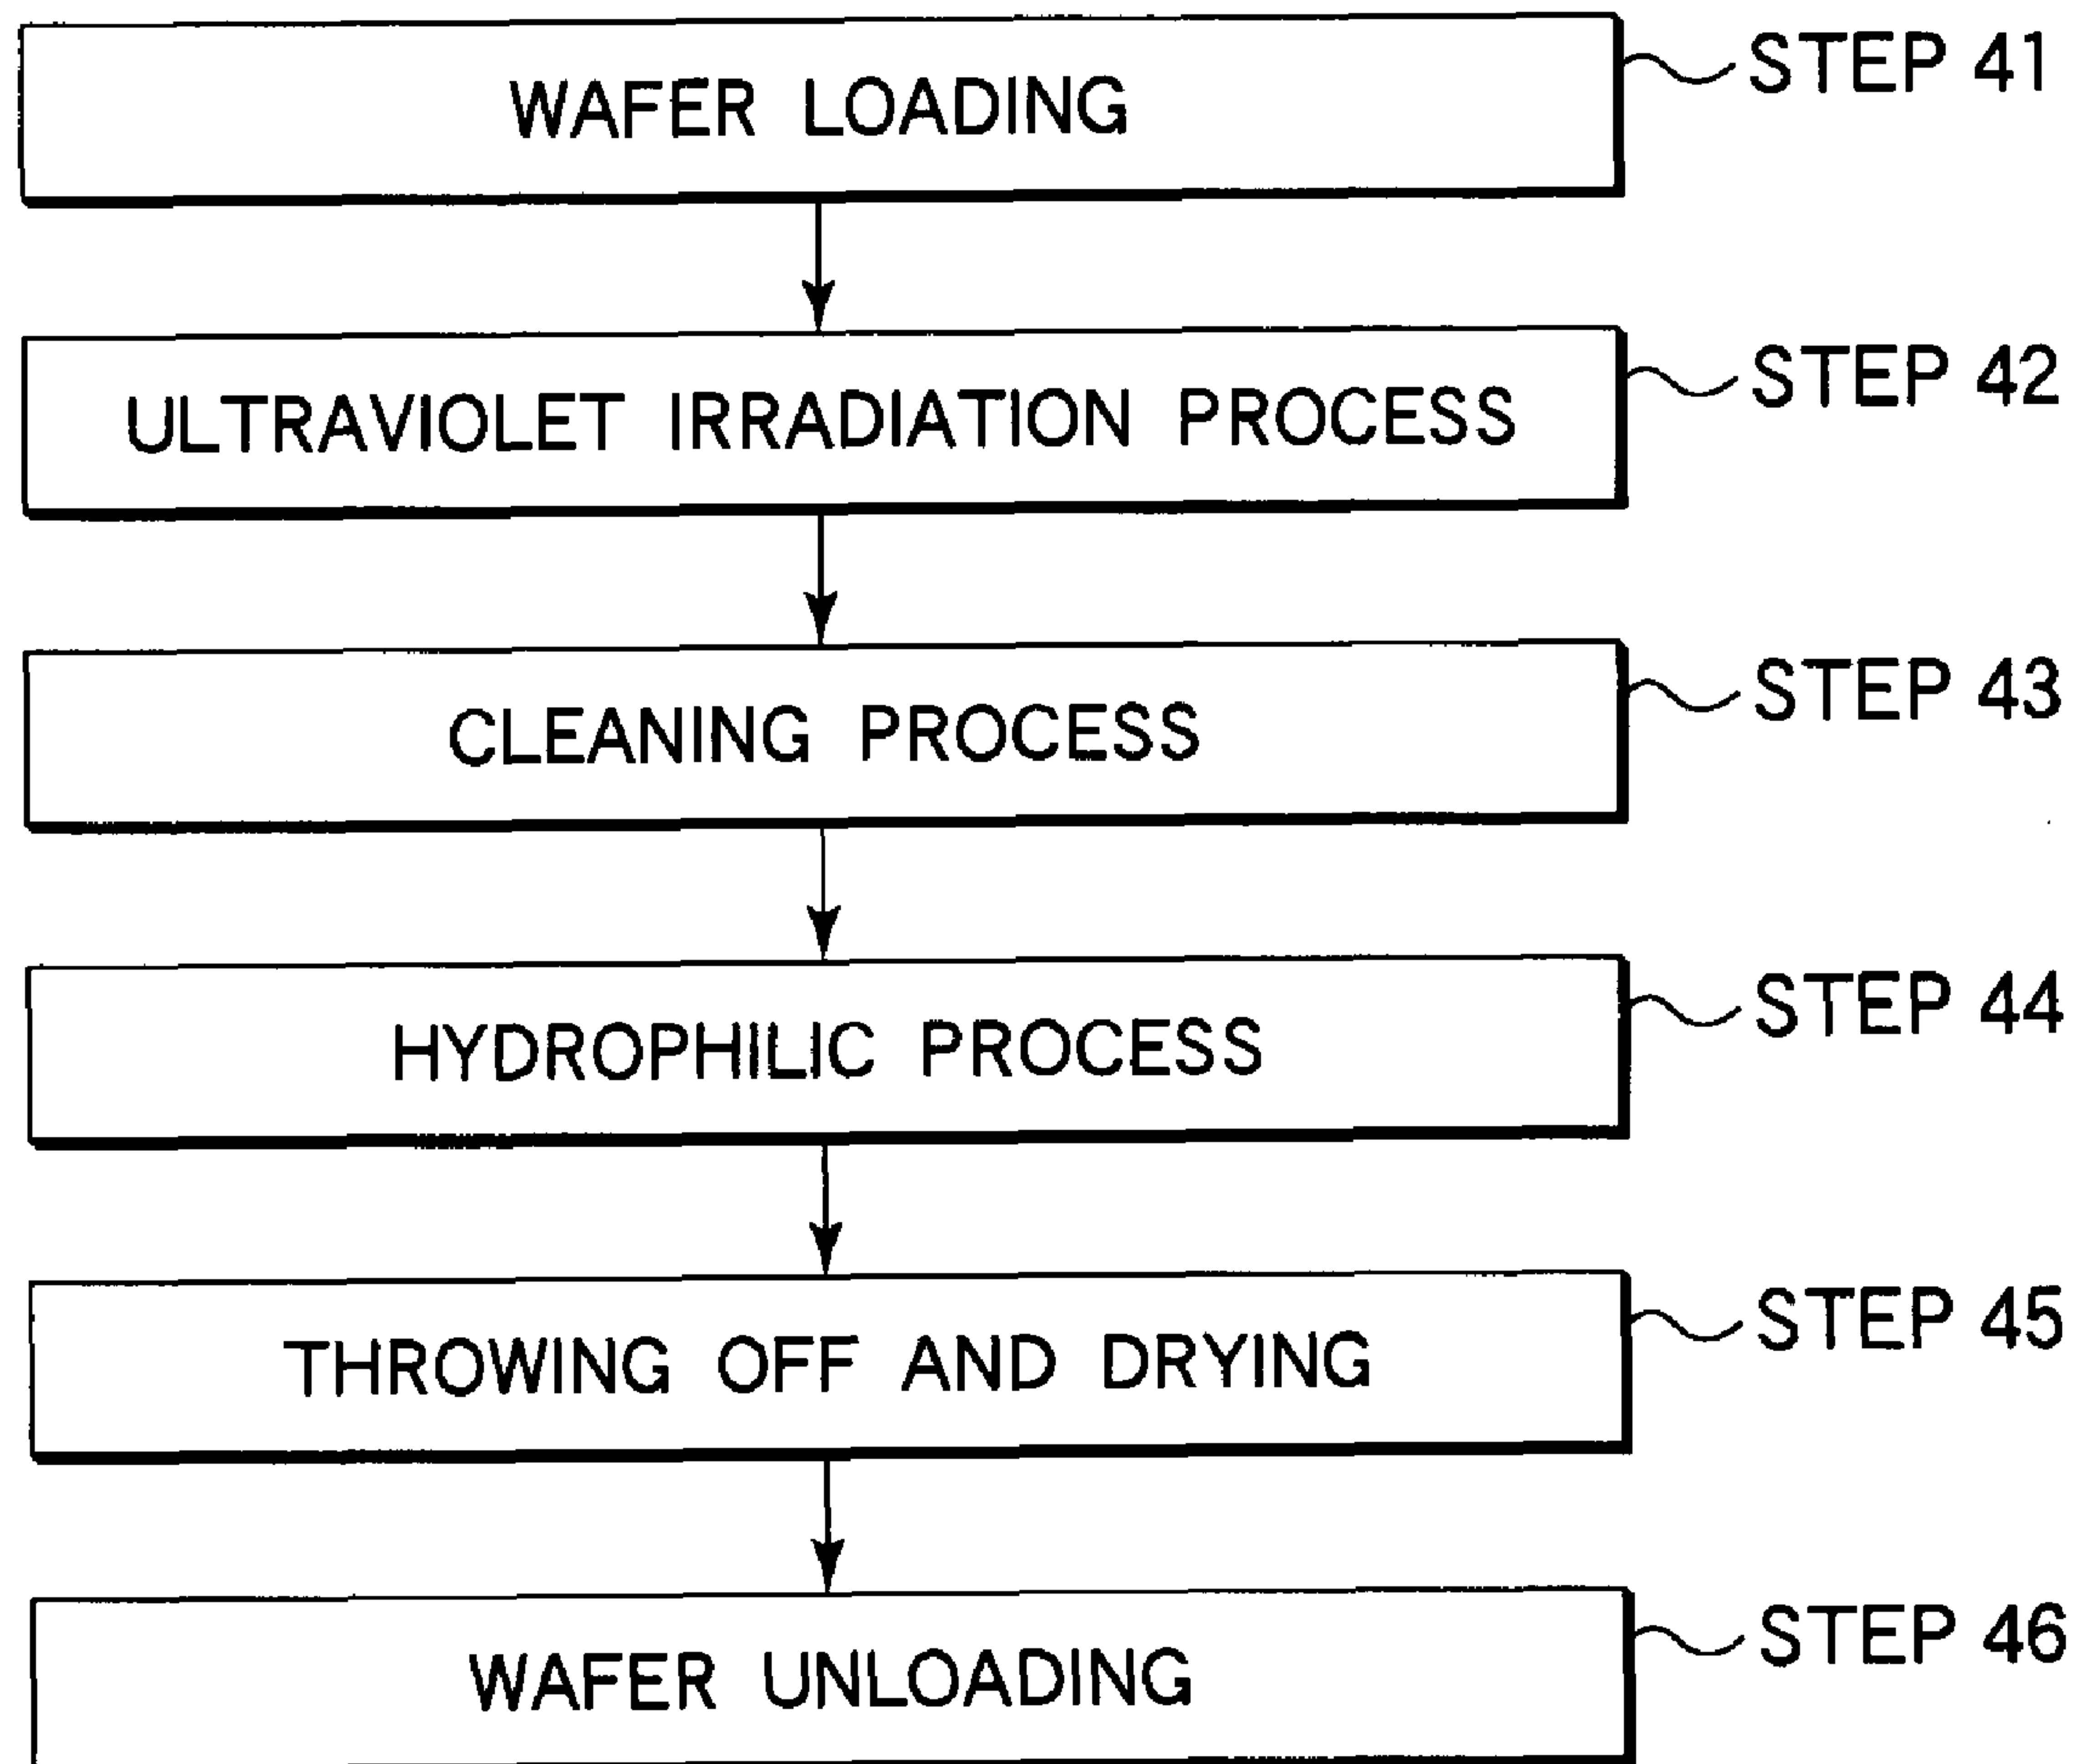 WAFER LOADING
STEP 41
ULTRAVIOLET IRRADIATION PROCESS
STEP 42
CLEANING PROCESS
STEP 43
HYDROPHILIC PROCESS
STEP 44
THROWING OFF AND DRYING
STEP 45
WAFER UNLOADING
STEP 46